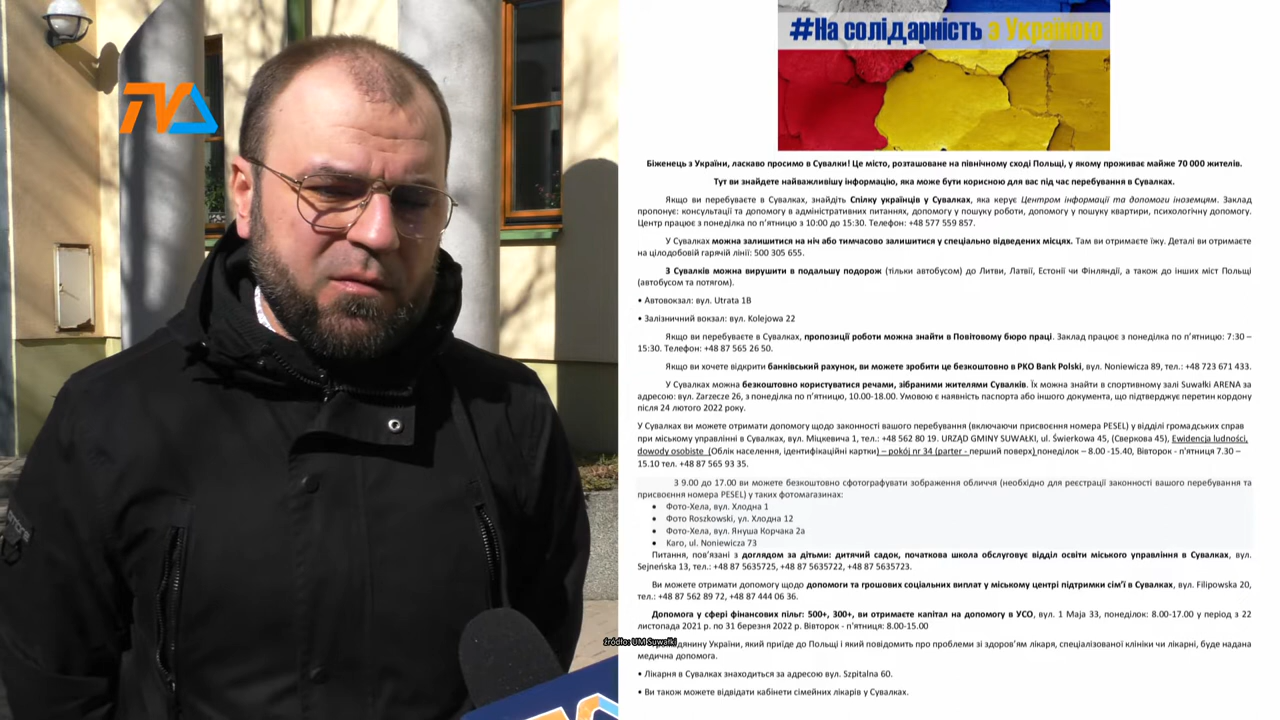 TVA
#На солідарність з Україною
Біженець з України, ласкаво просимо в Сувалки! Це місто, розташоване на північному сході Польщі, у якому проживає майже 70 000 жителів.
Тут ви знайдете найважливішу інформацію, яка може бути корисною для вас під час перебування в Сувалках.
Якщо ви перебуваєте в Сувалках, знайдіть Спілку українців у Сувалках, яка керує Центром інформації та допомоги іноземцям. Заклад
пропонує: консультації та допомогу в адміністративних питаннях, допомогу у пошуку роботи, допомогу у пошуку квартири, психологічну допомогу.
Центр працює з понеділка по п'ятницю з 10:00 до 15:30. Телефон: +48 577 559 857.
У Сувалках можна залишитися на ніч або тимчасово залишитися у спеціально відведених місцях. Там ви отримаєте їжу. Деталі ви отримаєте
на цілодобовій гарячій лінії: 500 305 655.
З Сувалків можна вирушити в подальшу подорож (тільки автобусом) до Литви, Латвії, Естонії чи Фінляндії, а також до інших міст Польщі
(автобусом та потягом).
• Автовокзал: вул. Utrata 1B
• Залізничний вокзал: вул. Kolejowa 22
Якщо ви перебуваєте в Сувалках, пропозиції роботи можна знайти в Повітовому бюро праці. Заклад працює з понеділка по п'ятницю: 7:30 –
15:30. Телефон: +48 87 565 26 50.
Якщо ви хочете відкрити банківський рахунок, ви можете зробити це безкоштовно в PKO Bank Polski, вул. Noniewicza 89, тел.: +48 723 671 433.
У Сувалках можна безкоштовно користуватися речами, зібраними жителями Сувалків. Їх можна знайти в спортивному залі Suwałki ARENA за
адресою: вул. Zarzecze 26, з понеділка по п'ятницю, 10.00-18.00. Умовою є наявність паспорта або іншого документа, що підтверджує перетин кордону
після 24 лютого 2022 року.
У Сувалках ви можете отримати допомогу щодо законності вашого перебування (включаючи присвоєння номера PESEL) у відділі громадських справ
при міському управлінні в Сувалках, вул. Міцкевича 1, тел.: +48 562 80 19. URZĄD GMINY SUWAŁKI, ul. Świerkowa 45, (Сверкова 45), Ewidencja ludności,
dowody osobiste (Облік населення, ідентифікаційні картки) – pokój nr 34 (parter - перший поверх) понеділок – 8.00 -15.40, Вівторок - п'ятниця 7.30 –
15.10 тел. +48 87 565 93 35.
З 9.00 до 17.00 ви можете безкоштовно сфотографувати зображення обличчя (необхідно для реєстрації законності вашого перебування та
присвоєння номера PESEL) у таких фотомагазинах:
• Фото-Хела, вул. Хлодна 1
• Фото Roszkowski, ул. Хлодна 12
• Фото-Хела, вул. Януша Корчака 2а
• Karo, ul. Noniewicza 73
Питання, пов'язані з доглядом за дітьми: дитячий садок, початкова школа обслуговує відділ освіти міського управління в Сувалках, вул.
Sejneńska 13, тел.: +48 87 5635725, +48 87 5635722, +48 87 5635723.
Ви можете отримати допомогу щодо допомоги та грошових соціальних виплат у міському центрі підтримки сім'ї в Сувалках, вул. Filipowska 20,
тел.: +48 87 562 89 72, +48 87 444 06 36.
Допомога у сфері фінансових пільг: 500+, 300+, ви отримаєте капітал на допомогу в УСО, вул. 1 Maja 33, понеділок: 8.00-17.00 у період з 22
листопада 2021 р. по 31 березня 2022 р. Вівторок - п'ятниця: 8.00-15.00
źródło: UM Suwałki
України, який приїде до Польщі і який повідомить про проблеми зі здоров'ям лікаря, спеціалізованої клініки чи лікарні, буде надана
медична допомога.
• Лікарня в Сувалках знаходиться за адресою вул. Szpitalna 60.
• Ви також можете відвідати кабінети сімейних лікарів у Сувалках.